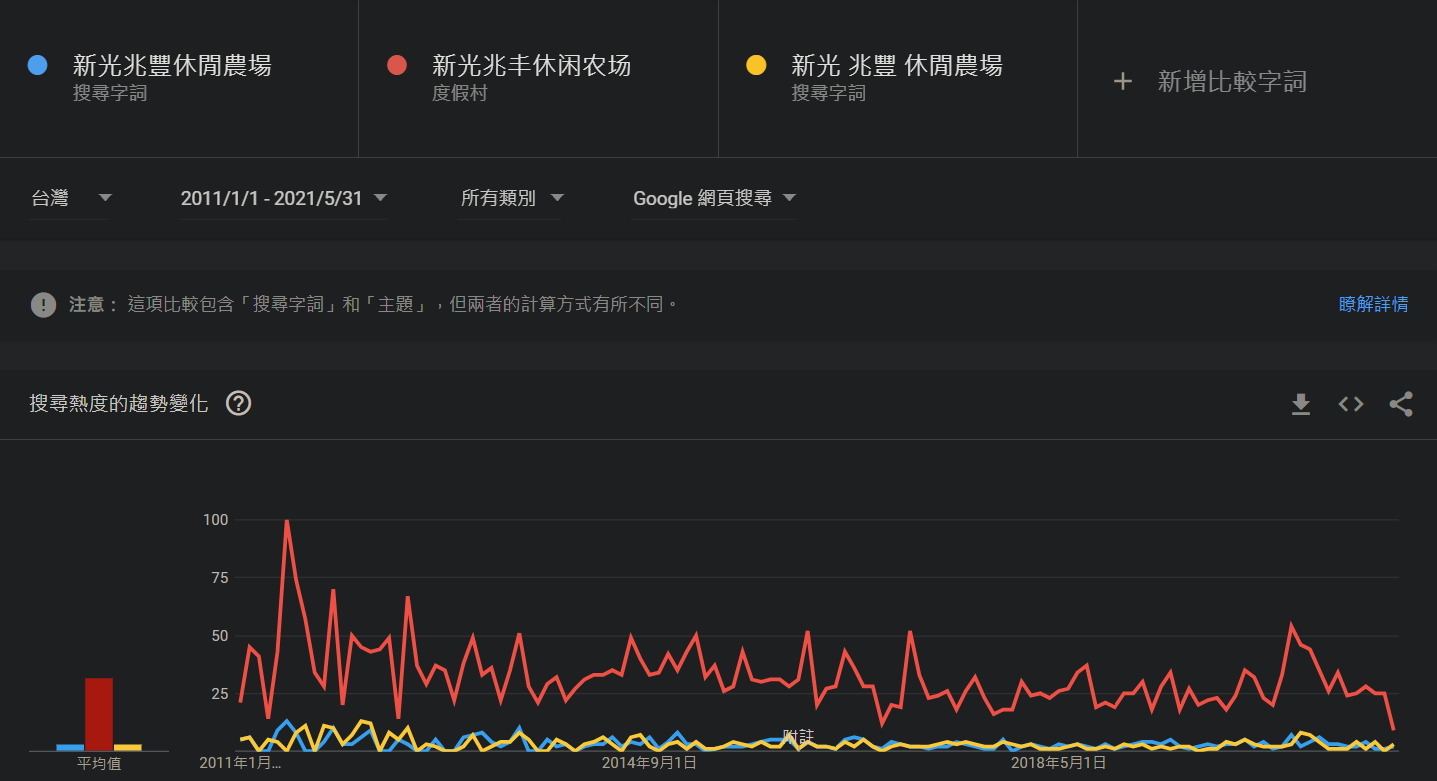 新光兆豐休閒農場
搜尋字詞
新光兆丰休闲农场
度假村
新光 兆豐 休閒農場
搜尋字詞
+ 新增比較字詞
台灣
2011/1/1 - 2021/5/31
所有類別
Google 網頁搜尋
注意： 這項比較包含「搜尋字詞」和「主題」，但兩者的計算方式有所不同。
瞭解詳情
搜尋熱度的趨勢變化
100
75
50
25
附註
平均值
2011年1月…
2014年9月1日
2018年5月1日